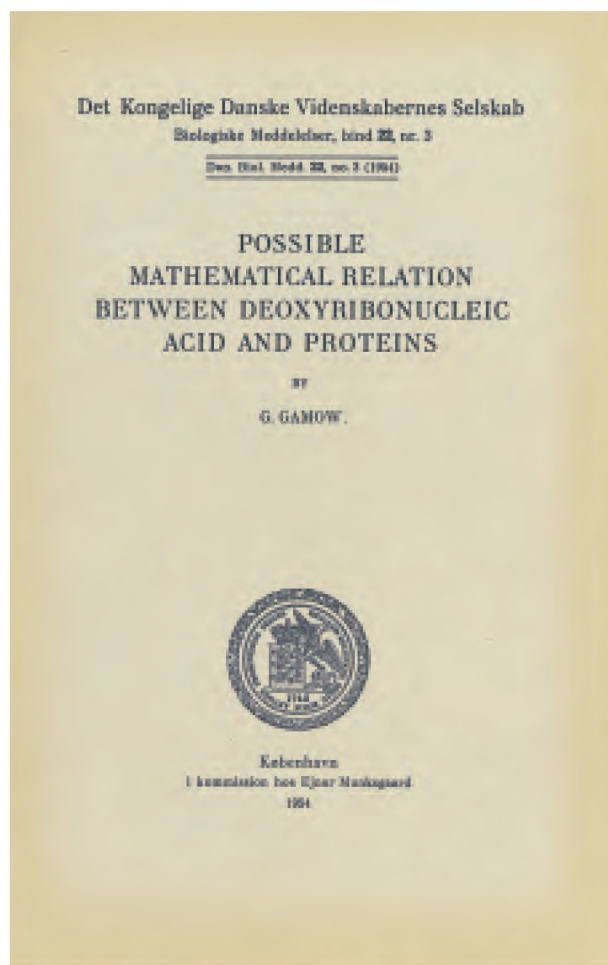 Det Kongelige Danske Videnskabernes Selskab
Biologiske Meddelelser, bind 22, nr. 3
Dan. Biol. Medd. 22, no. 3 (1954)
POSSIBLE
MATHEMATICAL RELATION
BETWEEN DEOXYRIBONUCLEIC
ACID AND PROTEINS
BY
G. GAMOW.
København
i kommission hos Ejnar Munksgaard
1954